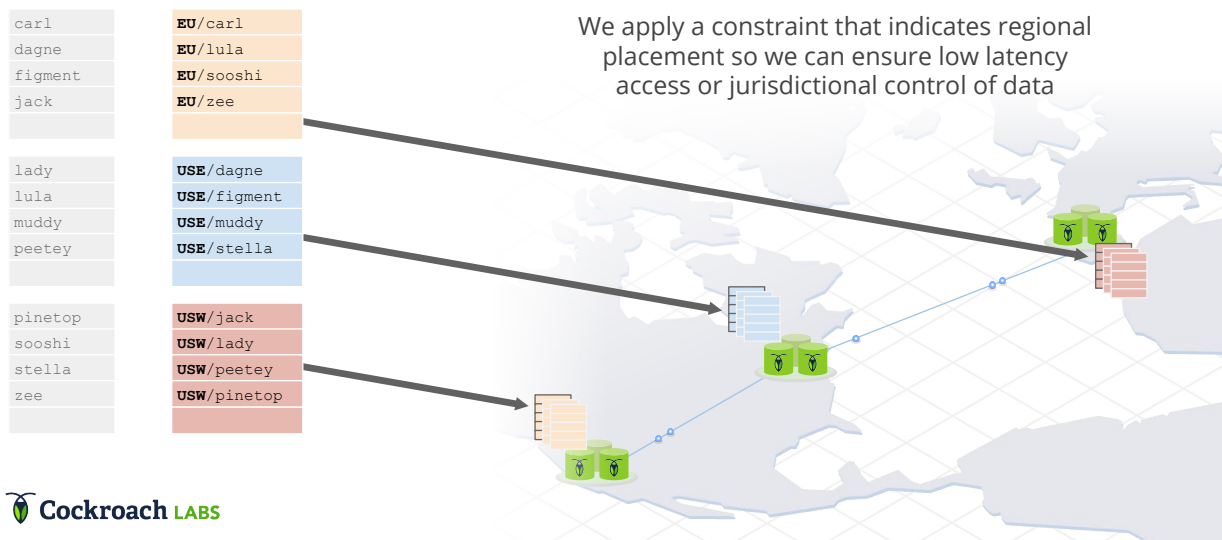 We apply a constraint that indicates regional
placement so we can ensure low latency
access or jurisdictional control of data
carl
dagne
figment
jack
EU/carl
EU/lula
EU/sooshi
EU/zee
lady
lula
muddy
peetey
USE/dagne
USE/figment
USE/muddy
USE/stella
pinetop
sooshi
stella
zee
USW/jack
USW/lady
USW/peetey
USW/pinetop
Cockroach LABS